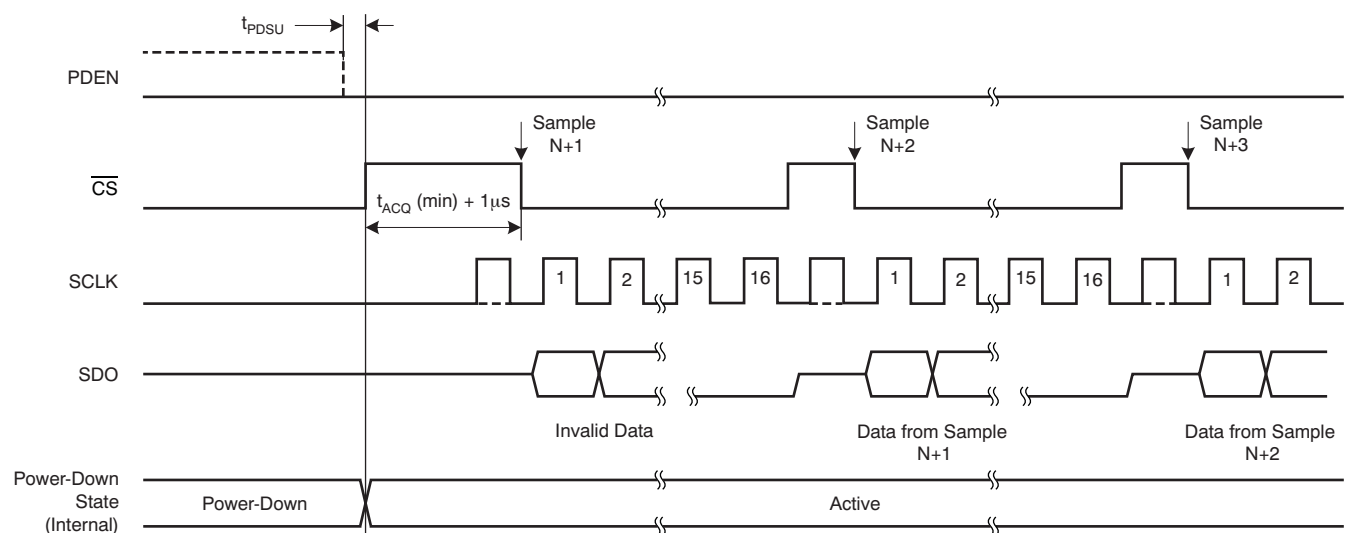 tPDSU
PDEN
Sample
N+1
Sample
N+2
Sample
N+3
CS
tACQ (min) + 1μs
SCLK
1
2
15
16
1
2
15
16
1
2
SDO
Invalid Data
Data from Sample
N+1
Data from Sample
N+2
Power-Down
State
(Internal)
Power-Down
Active